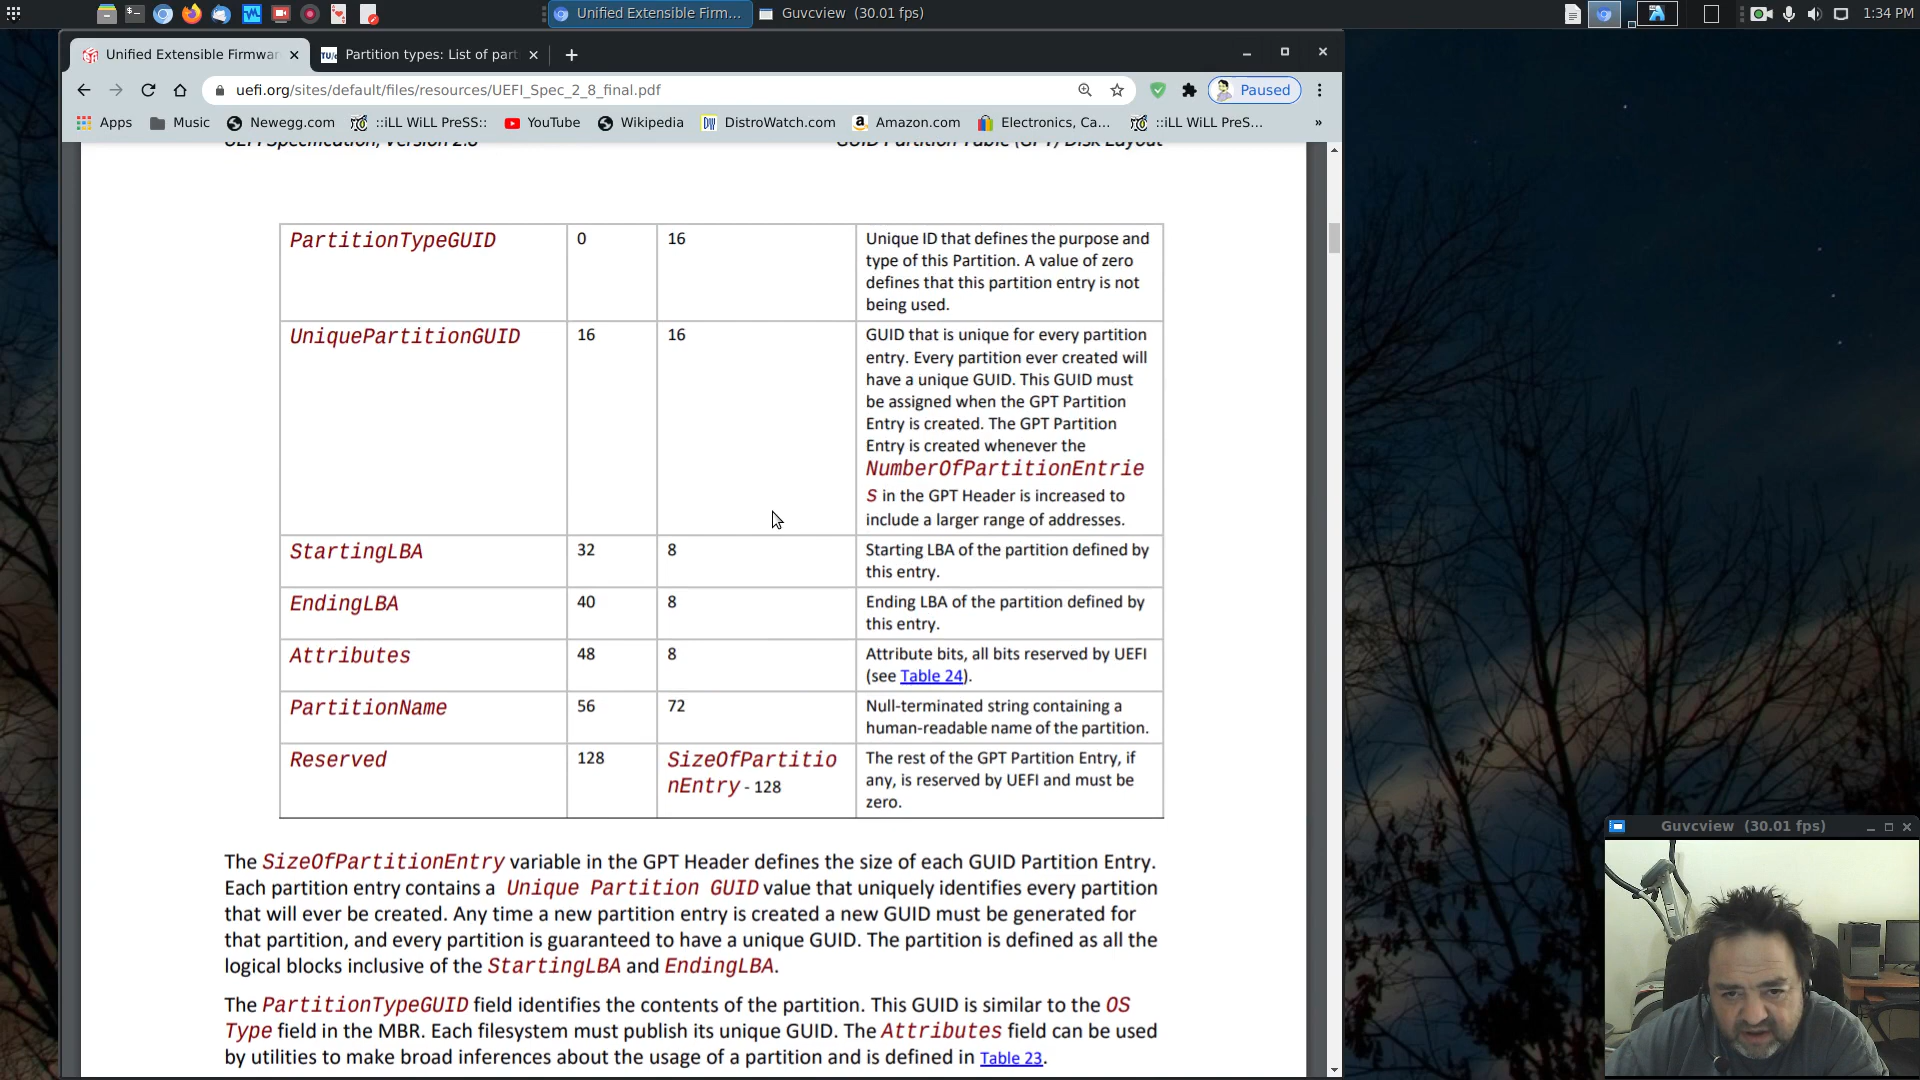 Unified Extensible Firm...
Guvcview (30.01 fps)
1:34 PM
Unified Extensible Firmwar
Partition types: List of part
uefi.org/sites/default/files/resources/UEFI_Spec_2_8_final.pdf
Paused
Apps
Music
Newegg.com
::iLL WiLL PreSS::
YouTube
Wikipedia
DistroWatch.com
Amazon.com
Electronics, Ca...
::iLL WiLL PreS...
»
UEFI Specification, Version 2.8
GUID Partition Table (GPT) Disk Layout
PartitionTypeGUID 0 16 Unique ID that defines the purpose and
type of this Partition. A value of zero
defines that this partition entry is not
being used.
UniquePartitionGUID 16 16 GUID that is unique for every partition
entry. Every partition ever created will
have a unique GUID. This GUID must
be assigned when the GPT Partition
Entry is created. The GPT Partition
Entry is created whenever the
NumberOfPartitionEntrie
s in the GPT Header is increased to
include a larger range of addresses.
StartingLBA 32 8 Starting LBA of the partition defined by
this entry.
EndingLBA 40 8 Ending LBA of the partition defined by
this entry.
Attributes 48 8 Attribute bits, all bits reserved by UEFI
(see Table 24).
PartitionName 56 72 Null-terminated string containing a
human-readable name of the partition.
Reserved 128 SizeOfPartitio The rest of the GPT Partition Entry, if
nEntry - 128 any, is reserved by UEFI and must be
zero.
The SizeOfPartitionEntry variable in the GPT Header defines the size of each GUID Partition Entry.
Each partition entry contains a Unique Partition GUID value that uniquely identifies every partition
that will ever be created. Any time a new partition entry is created a new GUID must be generated for
that partition, and every partition is guaranteed to have a unique GUID. The partition is defined as all the
logical blocks inclusive of the StartingLBA and EndingLBA.
The PartitionTypeGUID field identifies the contents of the partition. This GUID is similar to the OS
Type field in the MBR. Each filesystem must publish its unique GUID. The Attributes field can be used
by utilities to make broad inferences about the usage of a partition and is defined in Table 23.
Guvcview (30.01 fps)